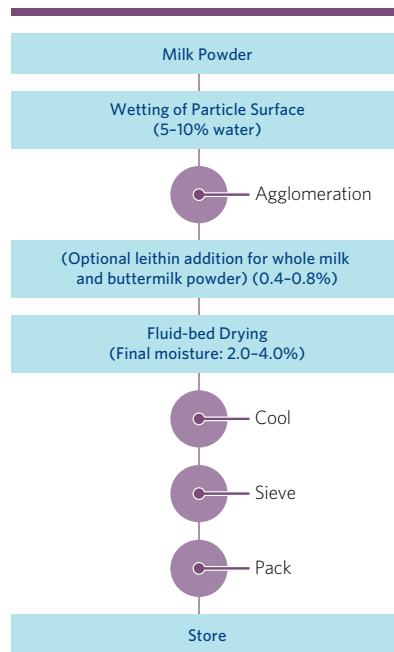 Milk Powder
Wetting of Particle Surface
(5–10% water)
Agglomeration
(Optional leithin addition for whole milk
and buttermilk powder) (0.4–0.8%)
Fluid-bed Drying
(Final moisture: 2.0–4.0%)
Cool
Sieve
Pack
Store